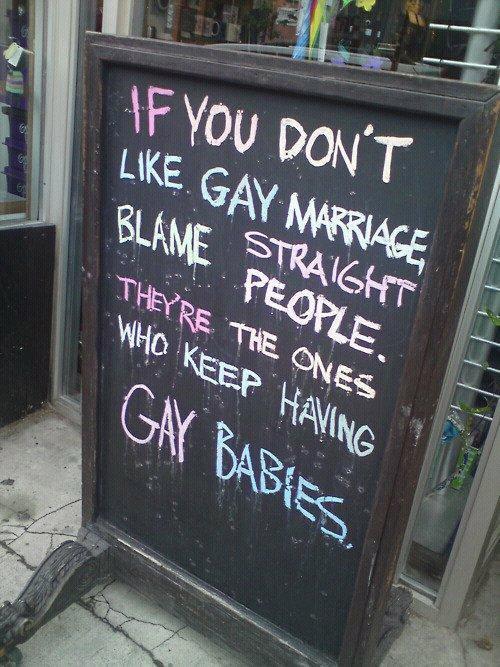 IF YOU DON'T
LIKE GAY MARRIAGE,
BLAME STRAIGHT
PEOPLE.
THEY'RE THE ONES
WHO KEEP HAVING
GAY BABIES.